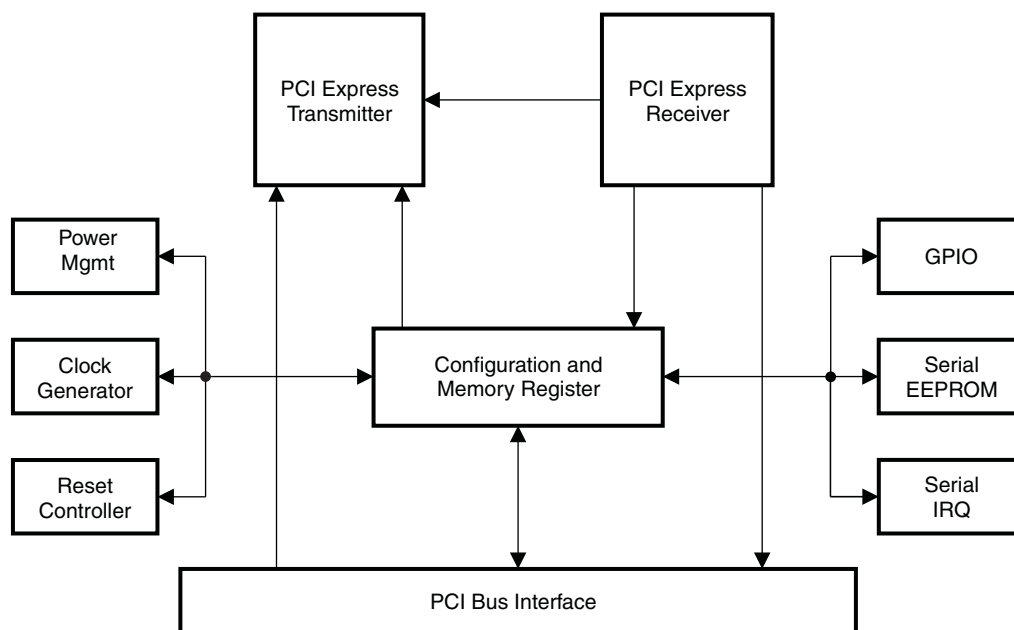 PCI Express
Transmitter
PCI Express
Receiver
Power
Mgmt
GPIO
Clock
Generator
Configuration and
Memory Register
Serial
EEPROM
Reset
Controller
Serial
IRQ
PCI Bus Interface